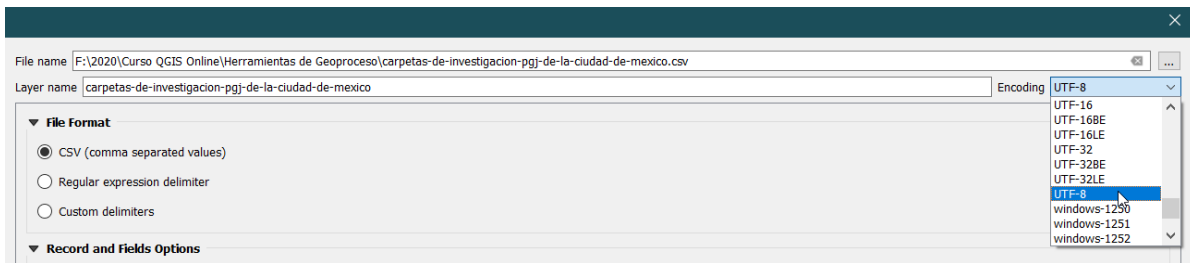 File name F:\2020\Curso QGIS Online\Herramientas de Geoproceso\carpetas-de-investigacion-pgj-de-la-ciudad-de-mexico.csv ...
Layer name carpetas-de-investigacion-pgj-de-la-ciudad-de-mexico Encoding UTF-8
File Format
CSV (comma separated values)
Regular expression delimiter
Custom delimiters
Record and Fields Options
UTF-16
UTF-16BE
UTF-16LE
UTF-32
UTF-32BE
UTF-32LE
UTF-8
windows-1250
windows-1251
windows-1252